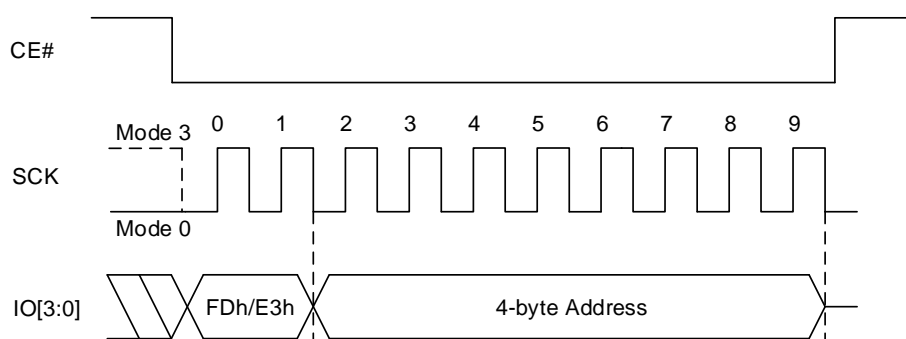 CE#
Mode 3 0 1 2 3 4 5 6 7 8 9
SCK
Mode 0
IO[3:0] FDh/E3h 4-byte Address